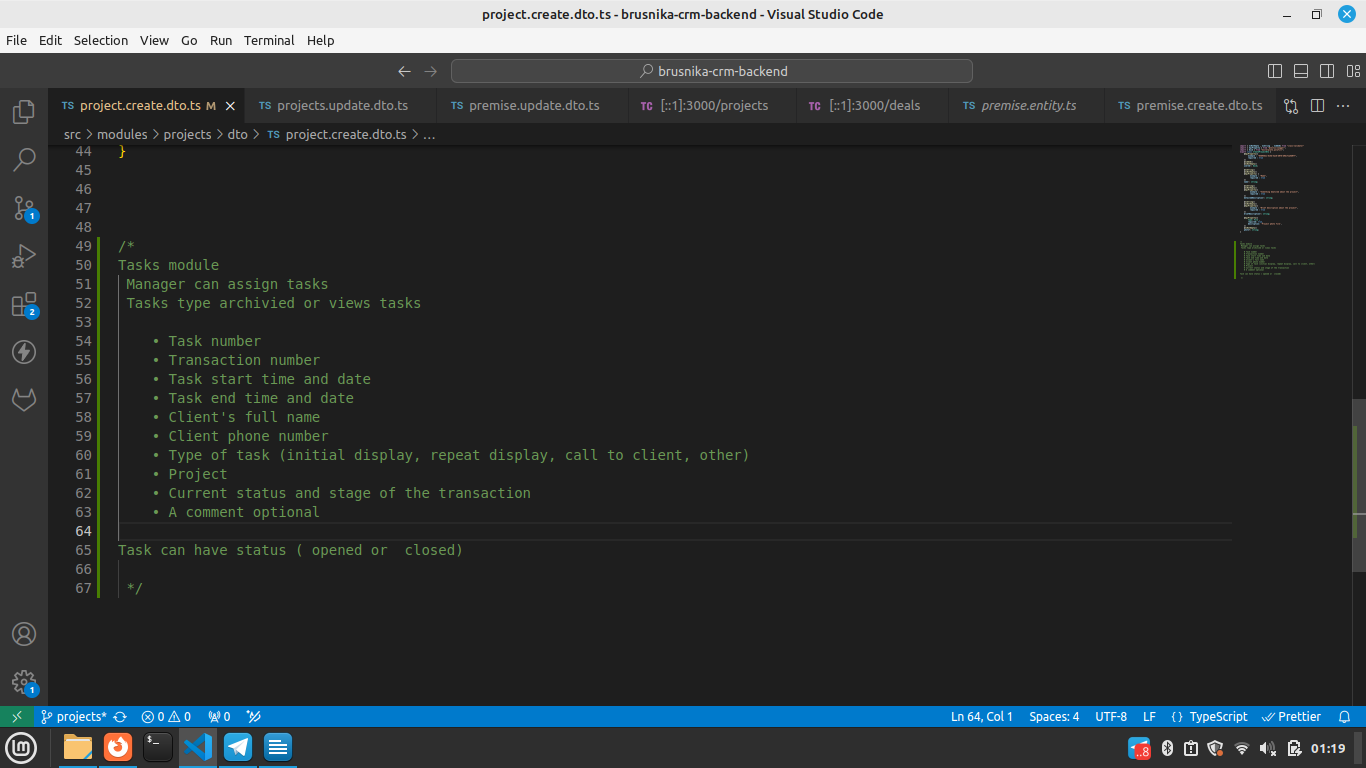 project.create.dto.ts - brusnika-crm-backend - Visual Studio Code
File Edit Selection View Go Run Terminal Help
brusnika-crm-backend
TS project.create.dto.ts M TS projects.update.dto.ts TS premise.update.dto.ts TC [::1]:3000/projects TC [::1]:3000/deals TS premise.entity.ts TS premise.create.dto.ts
src > modules > projects > dto > TS project.create.dto.ts > ...
44 }
45
46
47
48
49 /*
50 Tasks module
51 Manager can assign tasks
52 Tasks type archivied or views tasks
53
54 • Task number
55 • Transaction number
56 • Task start time and date
57 • Task end time and date
58 • Client's full name
59 • Client phone number
60 • Type of task (initial display, repeat display, call to client, other)
61 • Project
62 • Current status and stage of the transaction
63 • A comment optional
64
65 Task can have status ( opened or  closed)
66
67 */
1
2
1
projects* 0 0 0 Ln 64, Col 1 Spaces: 4 UTF-8 LF {} TypeScript Prettier
..8 01:19